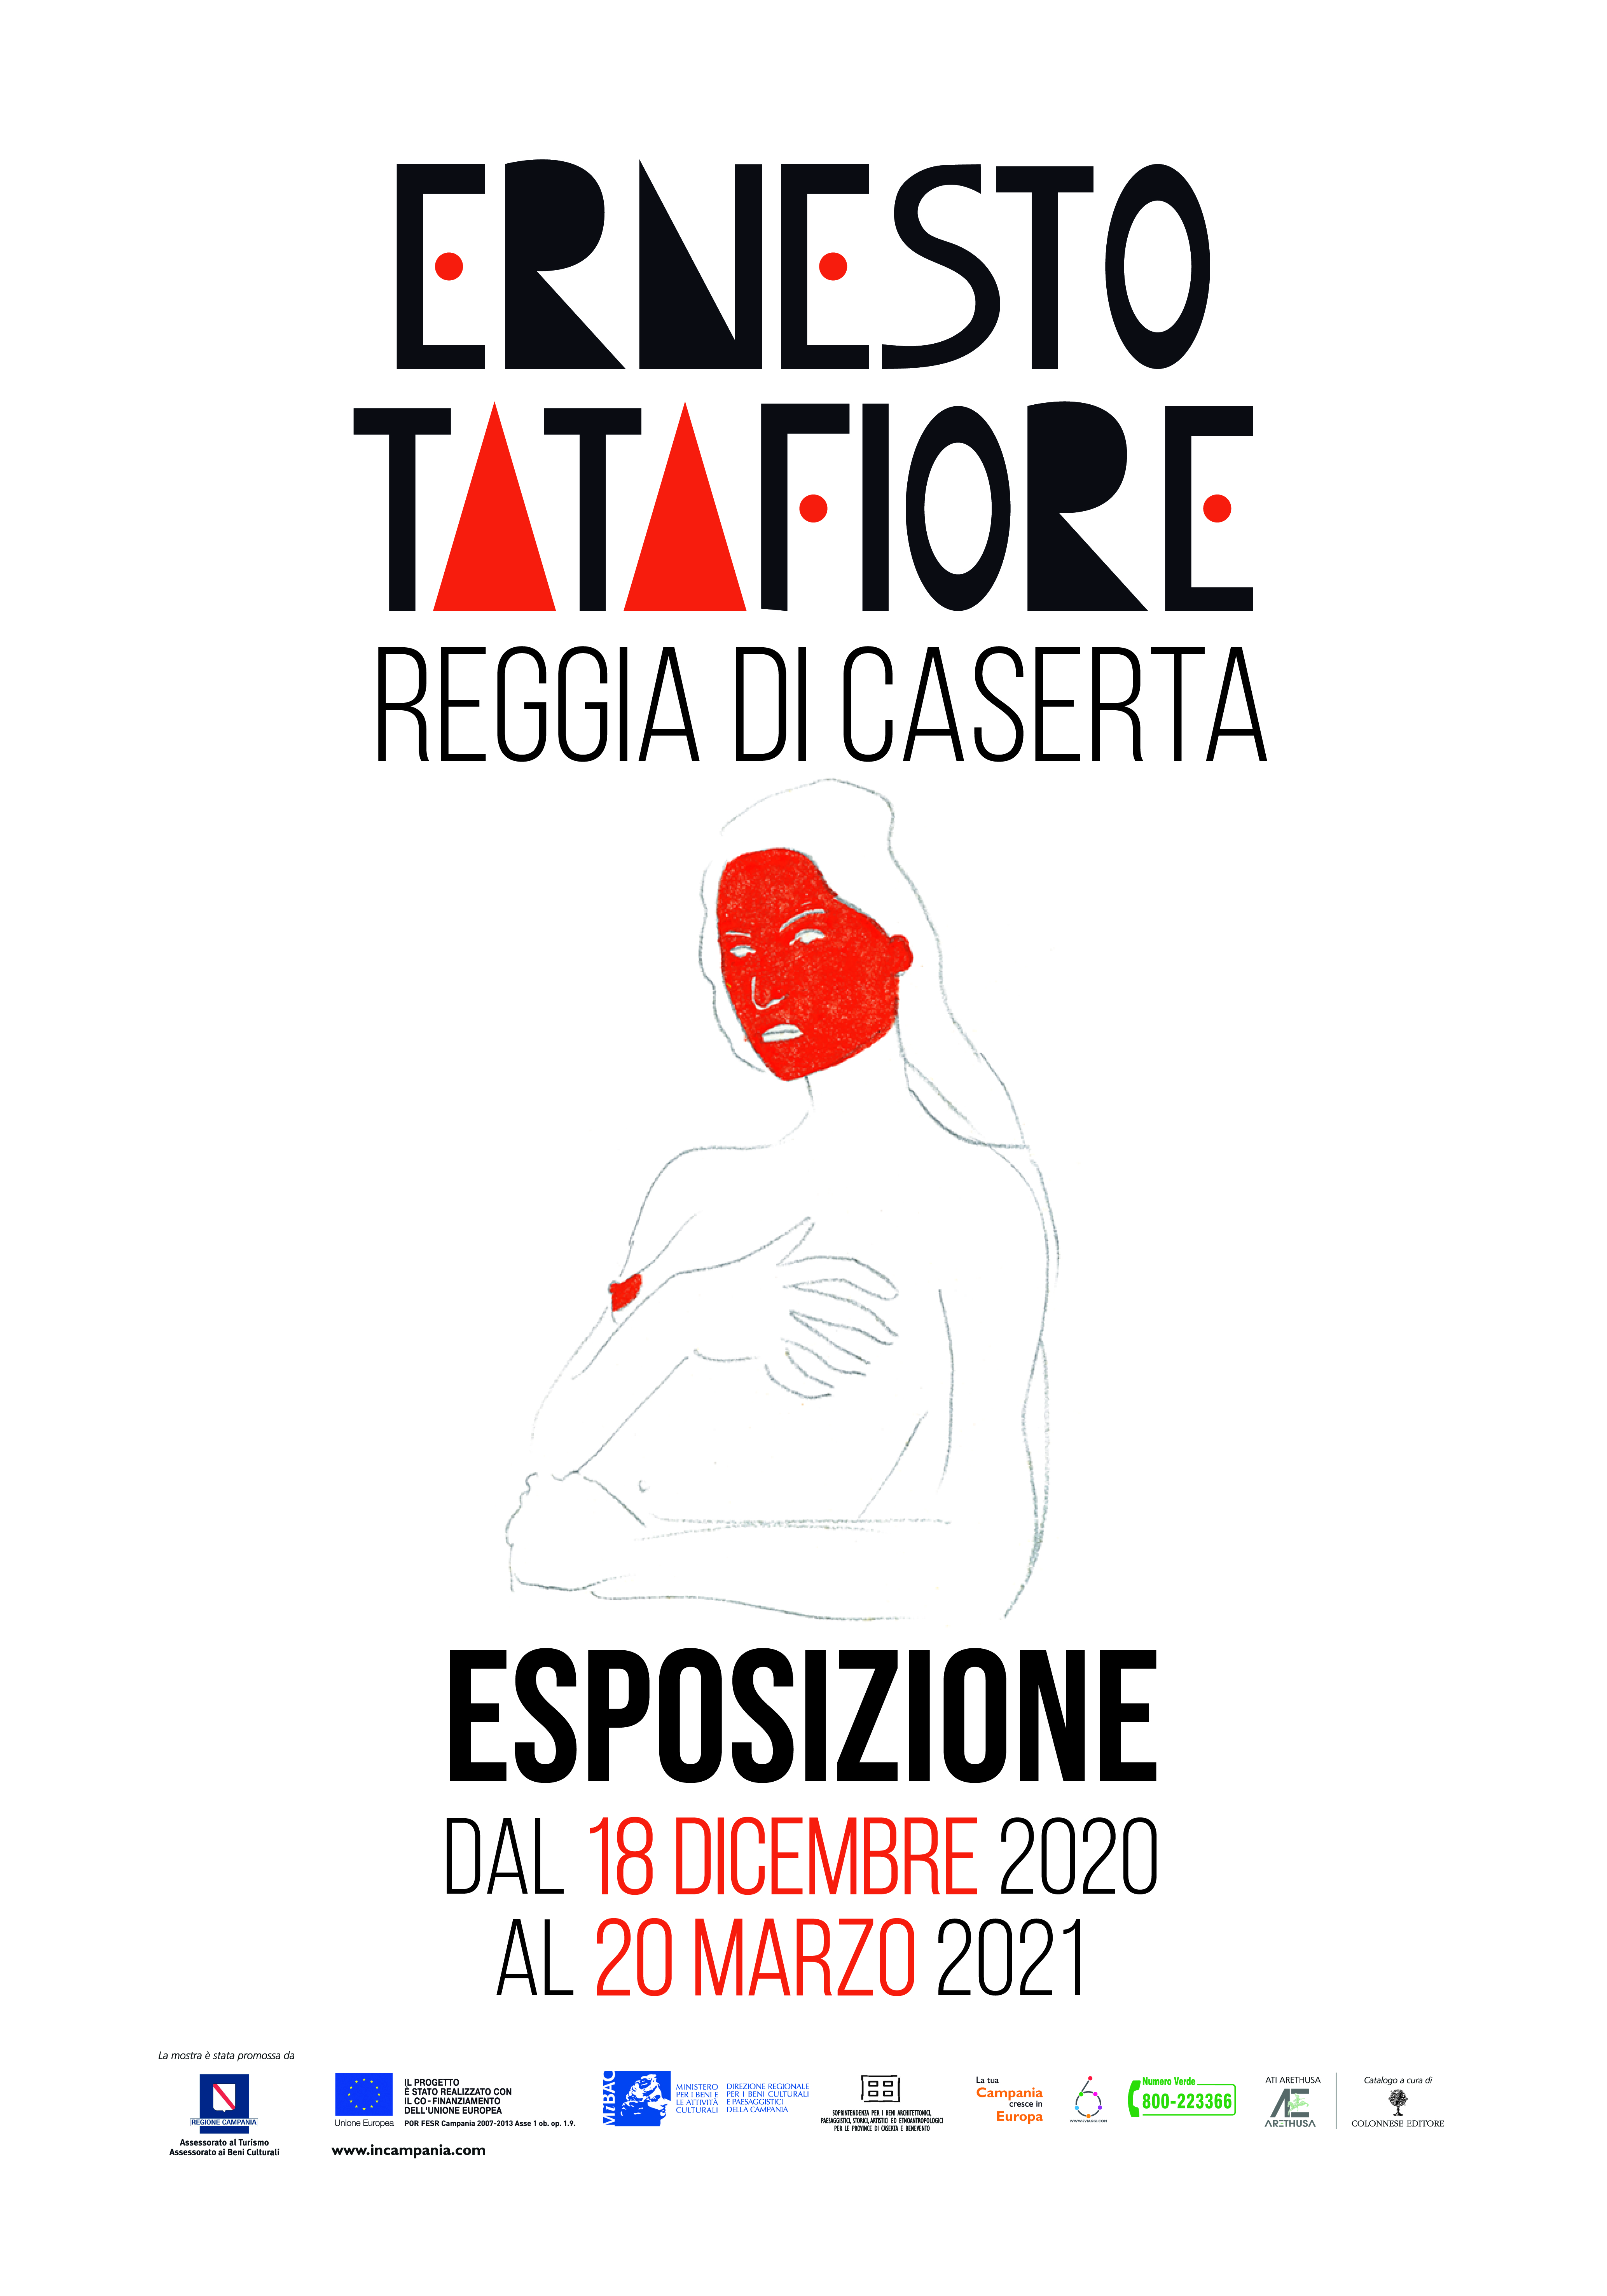 ERNESTO
TATAFIORE
REGGIA DI CASERTA
ESPOSIZIONE
DAL 18 DICEMBRE 2020
AL 20 MARZO 2021
La mostra è stata promossa da
REGIONE CAMPANIA
Assessorato al Turismo
Assessorato ai Beni Culturali
Unione Europea
IL PROGETTO
È STATO REALIZZATO CON
IL CO-FINANZIAMENTO
DELL'UNIONE EUROPEA
POR FESR Campania 2007-2013 Asse 1 ob. op. 1.9.
www.incampania.com
MiBAC
MINISTERO
PER I BENI E
LE ATTIVITÀ
CULTURALI
DIREZIONE REGIONALE
PER I BENI CULTURALI
E PAESAGGISTICI
DELLA CAMPANIA
SOPRINTENDENZA PER I BENI ARCHITETTONICI,
PAESAGGISTICI, STORICI, ARTISTICI ED ETNOANTROPOLOGICI
PER LE PROVINCE DI CASERTA E BENEVENTO
La tua
Campania
cresce in
Europa
Numero Verde
800-223366
ATI ARETHUSA
ARETHUSA
Catalogo a cura di
COLONNESE EDITORE